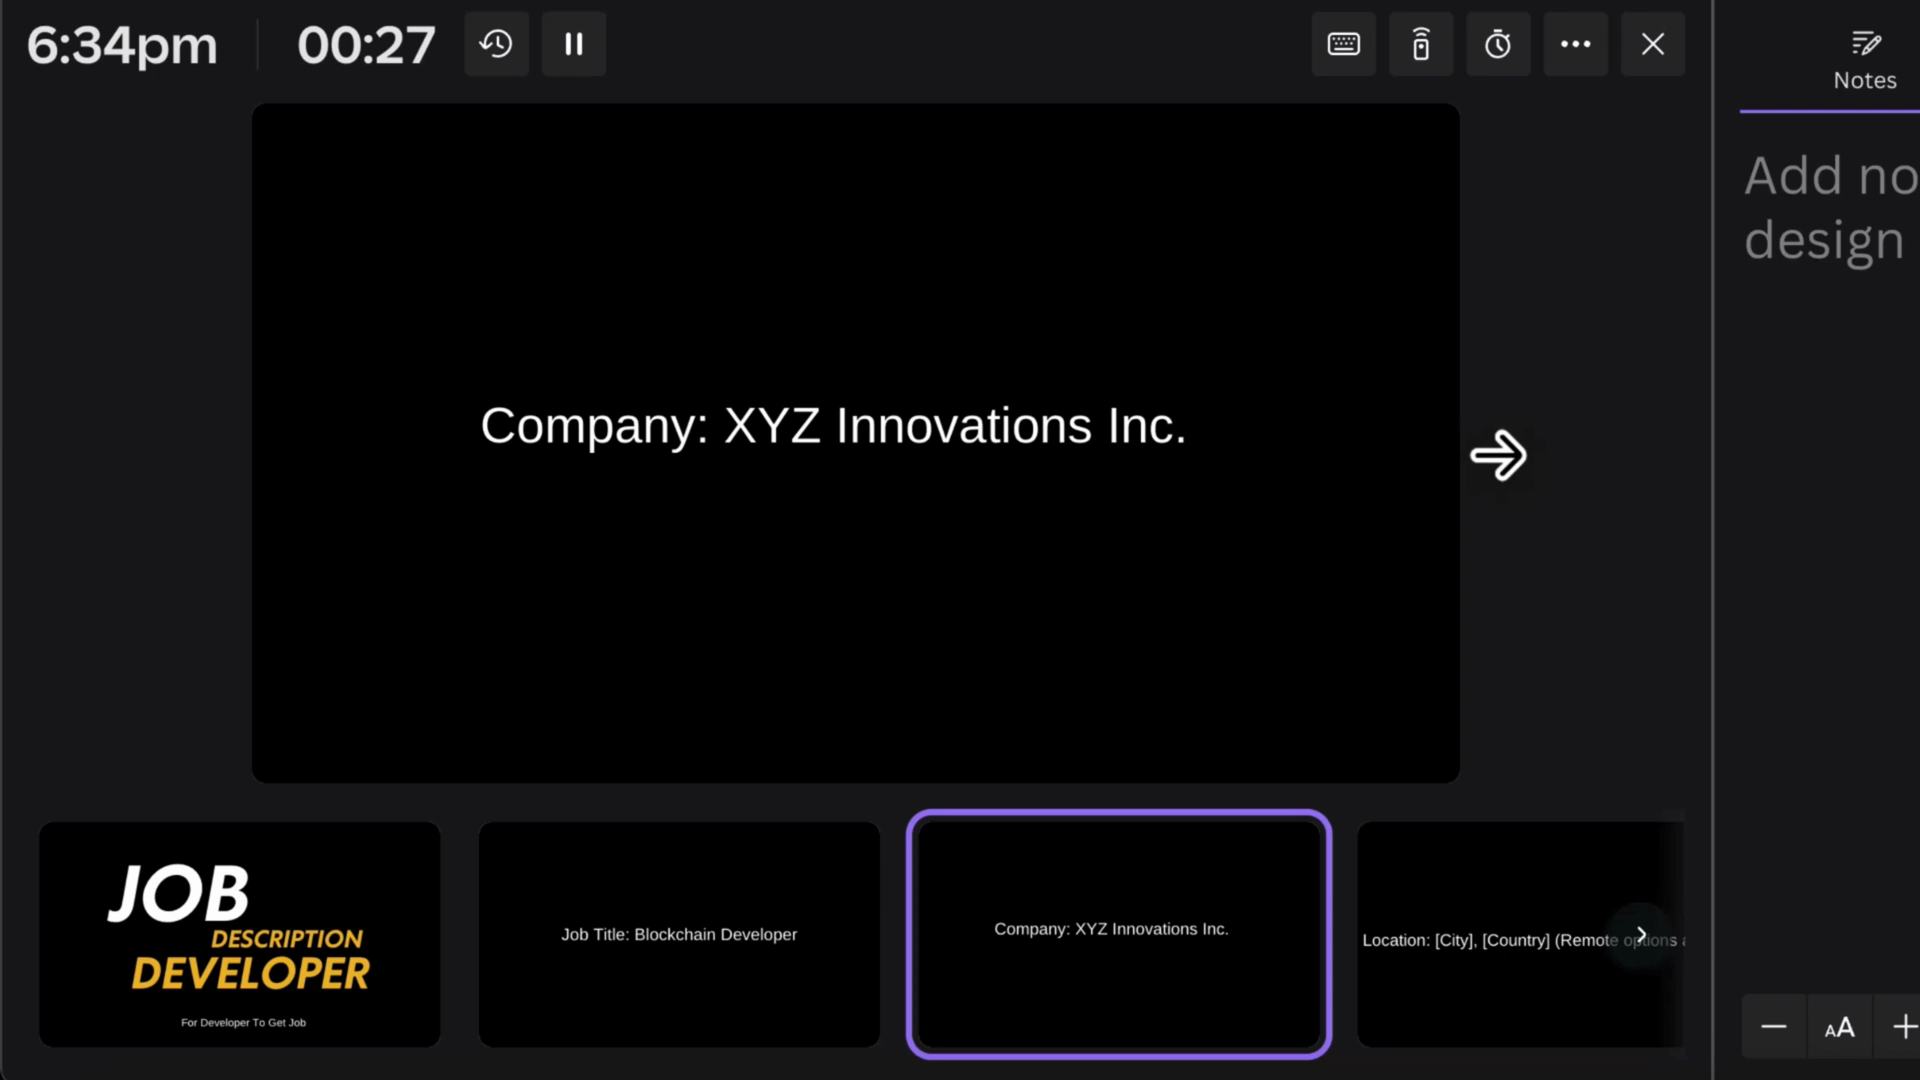 6:34pm
00:27
Notes
Add no
design
Company: XYZ Innovations Inc.
JOB
DESCRIPTION
DEVELOPER
For Developer To Get Job
Job Title: Blockchain Developer
Company: XYZ Innovations Inc.
Location: [City], [Country] (Remote options a
AA